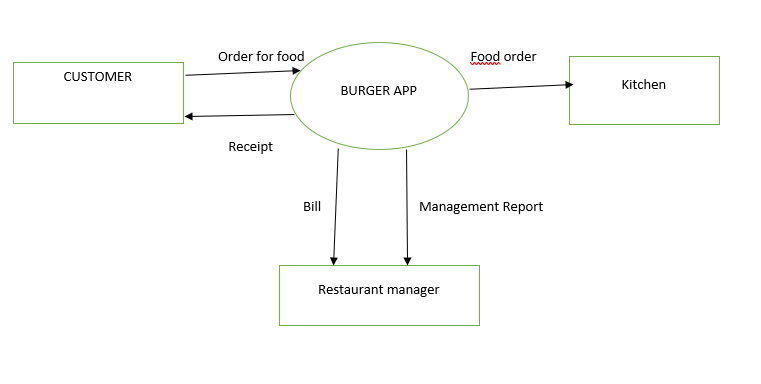 Order for food
Food order
CUSTOMER
BURGER APP
Kitchen
Receipt
Bill
Management Report
Restaurant manager